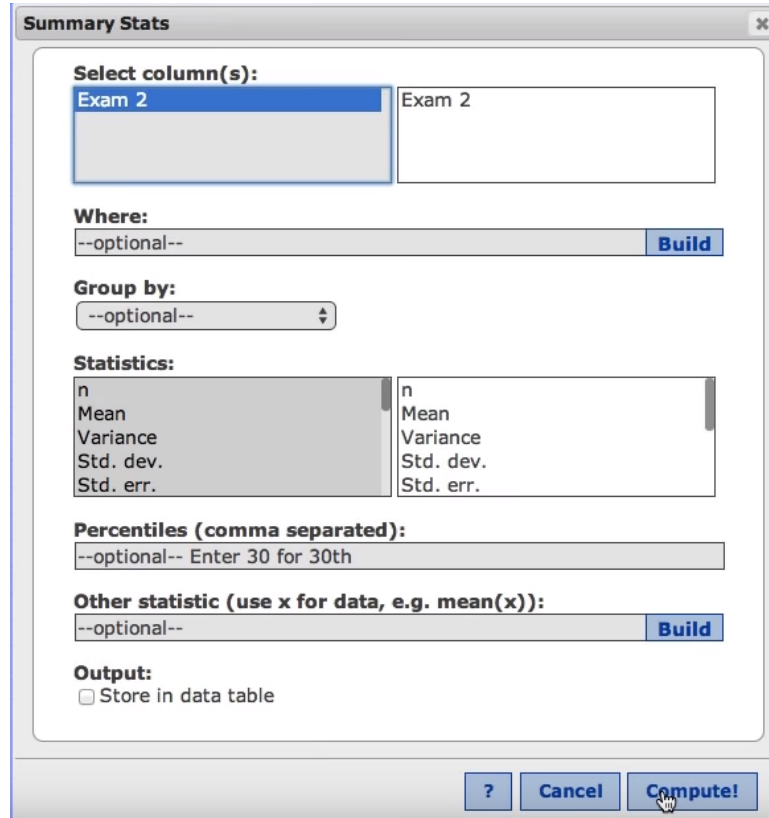 Summary Stats
Select column(s):
Exam 2 Exam 2
Where:
--optional-- Build
Group by:
--optional--
Statistics:
n n
Mean Mean
Variance Variance
Std. dev. Std. dev.
Std. err. Std. err.
Percentiles (comma separated):
--optional-- Enter 30 for 30th
Other statistic (use x for data, e.g. mean(x)):
--optional-- Build
Output:
Store in data table
? Cancel Compute!